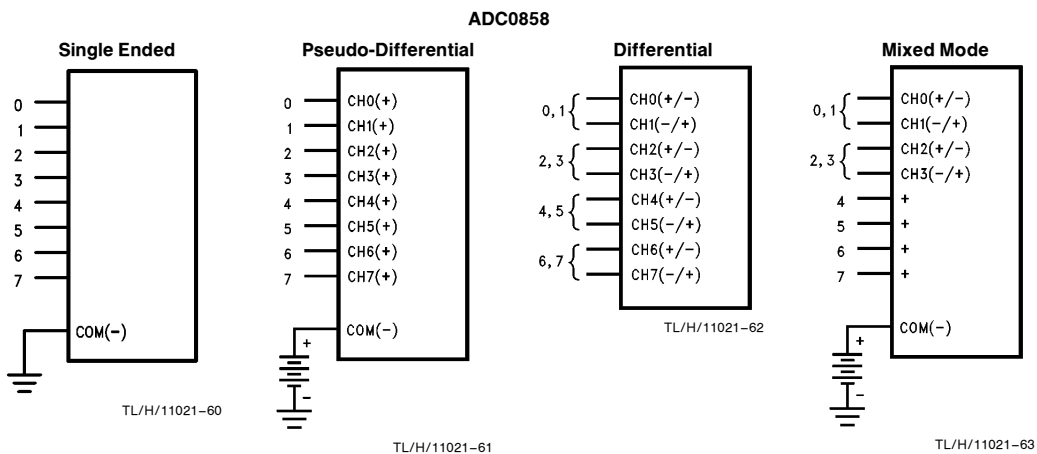 ADC0858
Single Ended
0
1
2
3
4
5
6
7
COM(−)
TL/H/11021–60
Pseudo-Differential
0 CH0(+)
1 CH1(+)
2 CH2(+)
3 CH3(+)
4 CH4(+)
5 CH5(+)
6 CH6(+)
7 CH7(+)
COM(−)
+
−
TL/H/11021–61
Differential
0,1
CH0(+/−)
CH1(−/+)
2,3
CH2(+/−)
CH3(−/+)
4,5
CH4(+/−)
CH5(−/+)
6,7
CH6(+/−)
CH7(−/+)
TL/H/11021–62
Mixed Mode
0,1
CH0(+/−)
CH1(−/+)
2,3
CH2(+/−)
CH3(−/+)
4 +
5 +
6 +
7 +
COM(−)
+
−
TL/H/11021–63